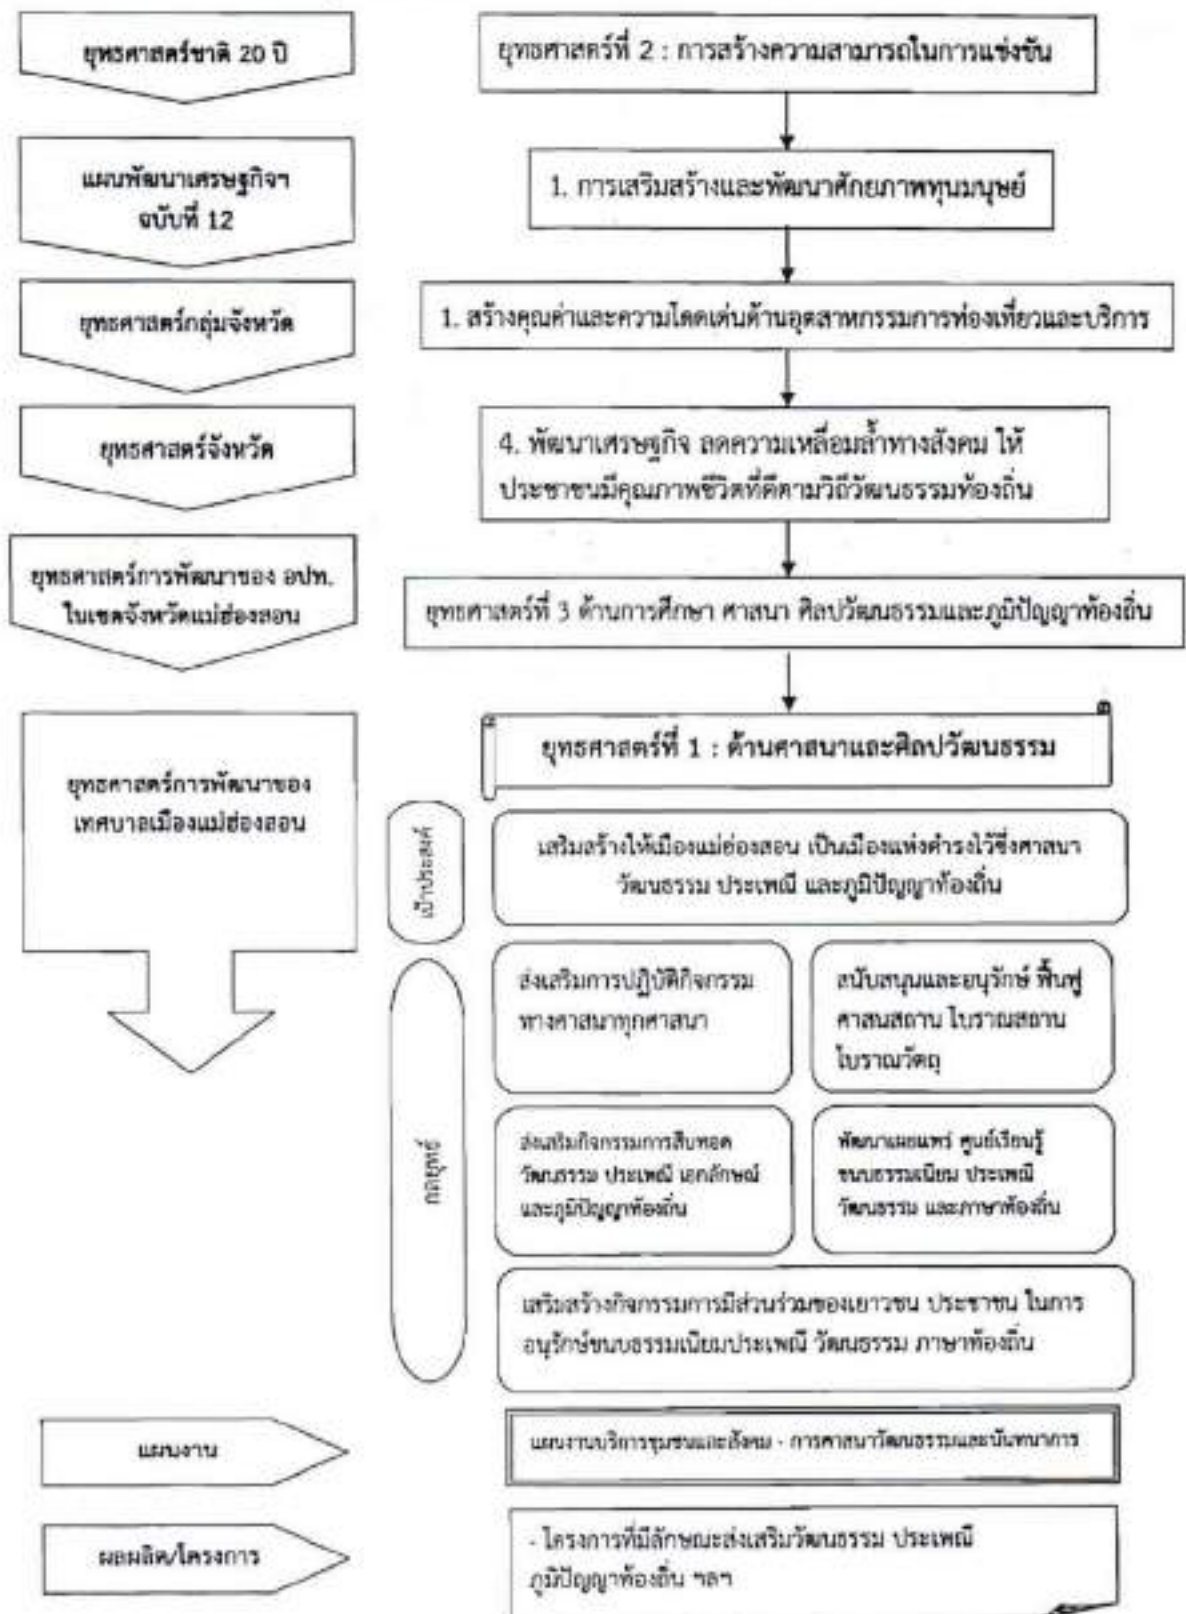 ยุทธศาสตร์ชาติ 20 ปี
ยุทธศาสตร์ที่ 2 : การสร้างความสามารถในการแข่งขัน
แผนพัฒนาเศรษฐกิจฯ
ฉบับที่ 12
1. การเสริมสร้างและพัฒนาศักยภาพทุนมนุษย์
ยุทธศาสตร์กลุ่มจังหวัด
1. สร้างคุณค่าและความโดดเด่นด้านอุตสาหกรรมการท่องเที่ยวและบริการ
ยุทธศาสตร์จังหวัด
4. พัฒนาเศรษฐกิจ ลดความเหลื่อมล้ำทางสังคม ให้
ประชาชนมีคุณภาพชีวิตที่ดีตามวิถีวัฒนธรรมท้องถิ่น
ยุทธศาสตร์การพัฒนาของ อปท.
ในเขตจังหวัดแม่ฮ่องสอน
ยุทธศาสตร์ที่ 3 ด้านการศึกษา ศาสนา ศิลปวัฒนธรรมและภูมิปัญญาท้องถิ่น
ยุทธศาสตร์การพัฒนาของ
เทศบาลเมืองแม่ฮ่องสอน
ยุทธศาสตร์ที่ 1 : ด้านศาสนาและศิลปวัฒนธรรม
เป้าประสงค์
เสริมสร้างให้เมืองแม่ฮ่องสอน เป็นเมืองแห่งดำรงไว้ซึ่งศาสนา
วัฒนธรรม ประเพณี และภูมิปัญญาท้องถิ่น
กลยุทธ์
ส่งเสริมการปฏิบัติกิจกรรม
ทางศาสนาทุกศาสนา
สนับสนุนและอนุรักษ์ ฟื้นฟู
ศาสนสถาน โบราณสถาน
โบราณวัตถุ
ส่งเสริมกิจกรรมการสืบทอด
วัฒนธรรม ประเพณี เอกลักษณ์
และภูมิปัญญาท้องถิ่น
พัฒนาเผยแพร่ ศูนย์เรียนรู้
ขนบธรรมเนียม ประเพณี
วัฒนธรรม และภาษาท้องถิ่น
เสริมสร้างกิจกรรมการมีส่วนร่วมของเยาวชน ประชาชน ในการ
อนุรักษ์ขนบธรรมเนียมประเพณี วัฒนธรรม ภาษาท้องถิ่น
แผนงาน
แผนงานบริการชุมชนและสังคม - การศาสนาวัฒนธรรมและนันทนาการ
ผลผลิต/โครงการ
- โครงการที่มีลักษณะส่งเสริมวัฒนธรรม ประเพณี
ภูมิปัญญาท้องถิ่น ฯลฯ